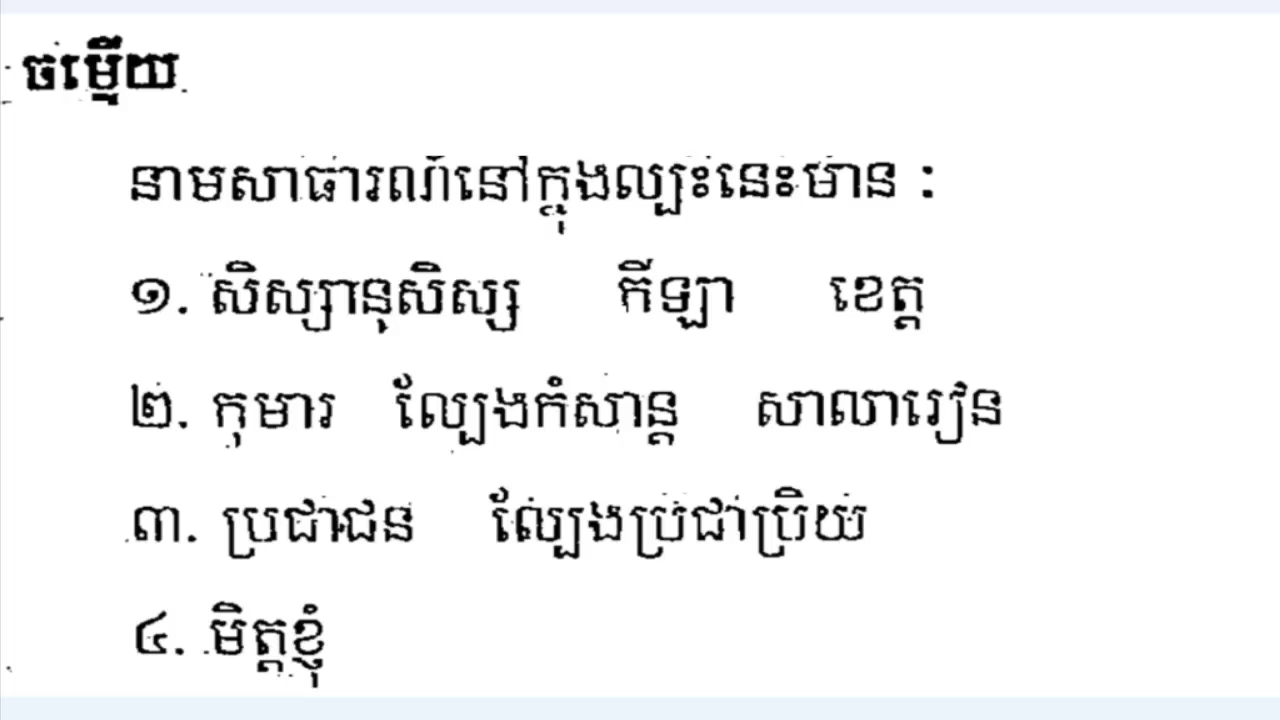 ចម្លើយ
នាមសាធារណ៍នៅក្នុងល្បះនេះមាន :
១. សិស្សានុសិស្ស កីឡា ខេត្ត
២. កុមារ ល្បែងកំសាន្ត សាលារៀន
៣. ប្រជាជន ល្បែងប្រជាប្រិយ
៤. មិត្តខ្ញុំ